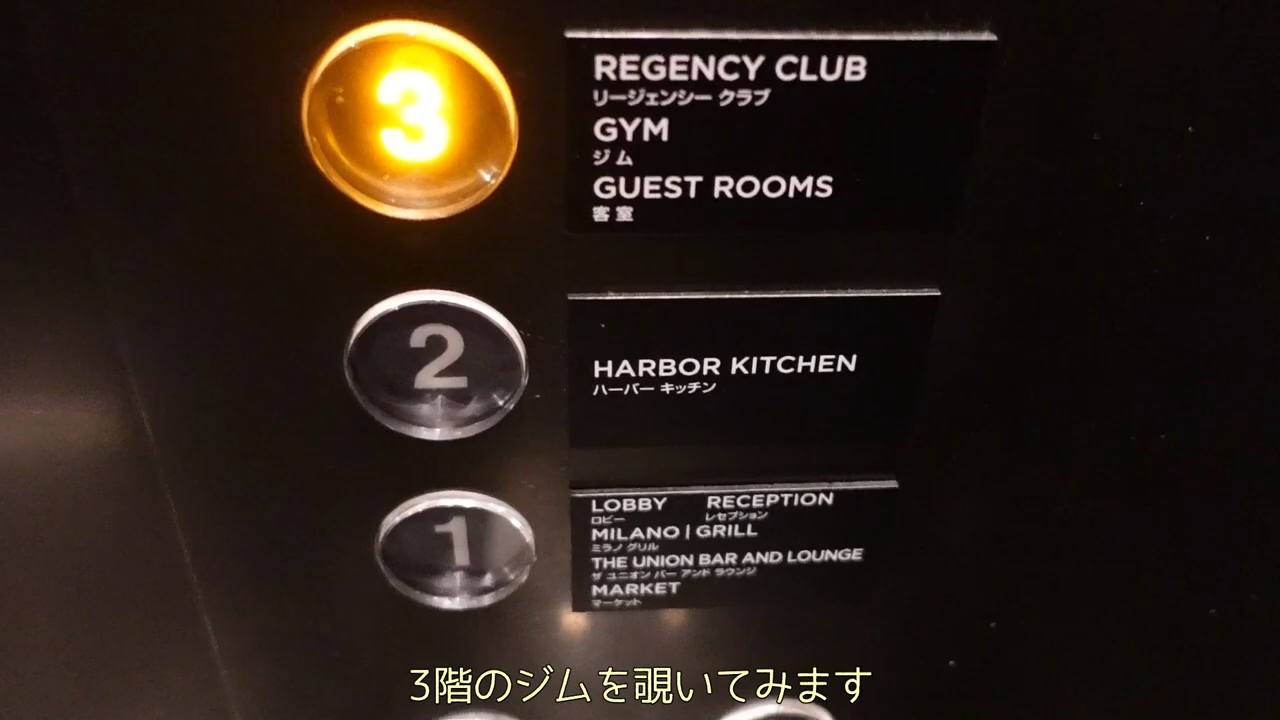 3
REGENCY CLUB
リージェンシー クラブ
GYM
ジム
GUEST ROOMS
客室
2
HARBOR KITCHEN
ハーバー キッチン
1
LOBBY RECEPTION
ロビー レセプション
MILANO | GRILL
ミラノ グリル
THE UNION BAR AND LOUNGE
ザ ユニオン バー アンド ラウンジ
MARKET
マーケット
3階のジムを覗いてみます